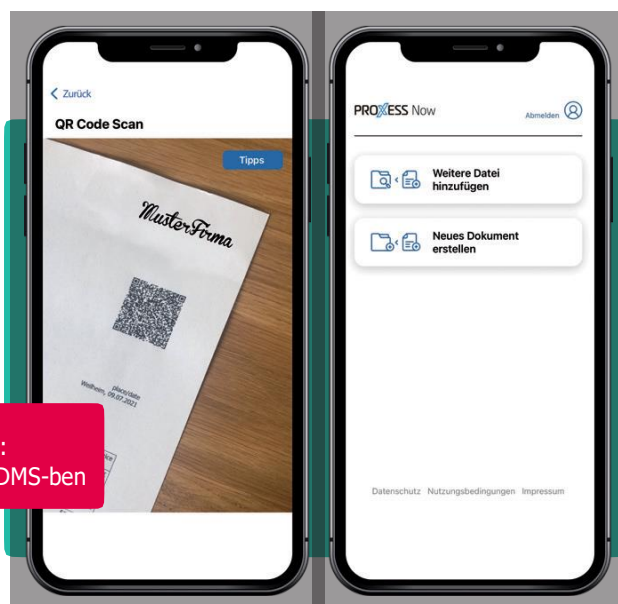 Zurück
QR Code Scan
Tipps
MusterFirma
place/date
Weilheim, 09.07.2021
:
DMS-ben
PROXESS Now
Abmelden
Weitere Datei
hinzufügen
Neues Dokument
erstellen
Datenschutz Nutzungsbedingungen Impressum